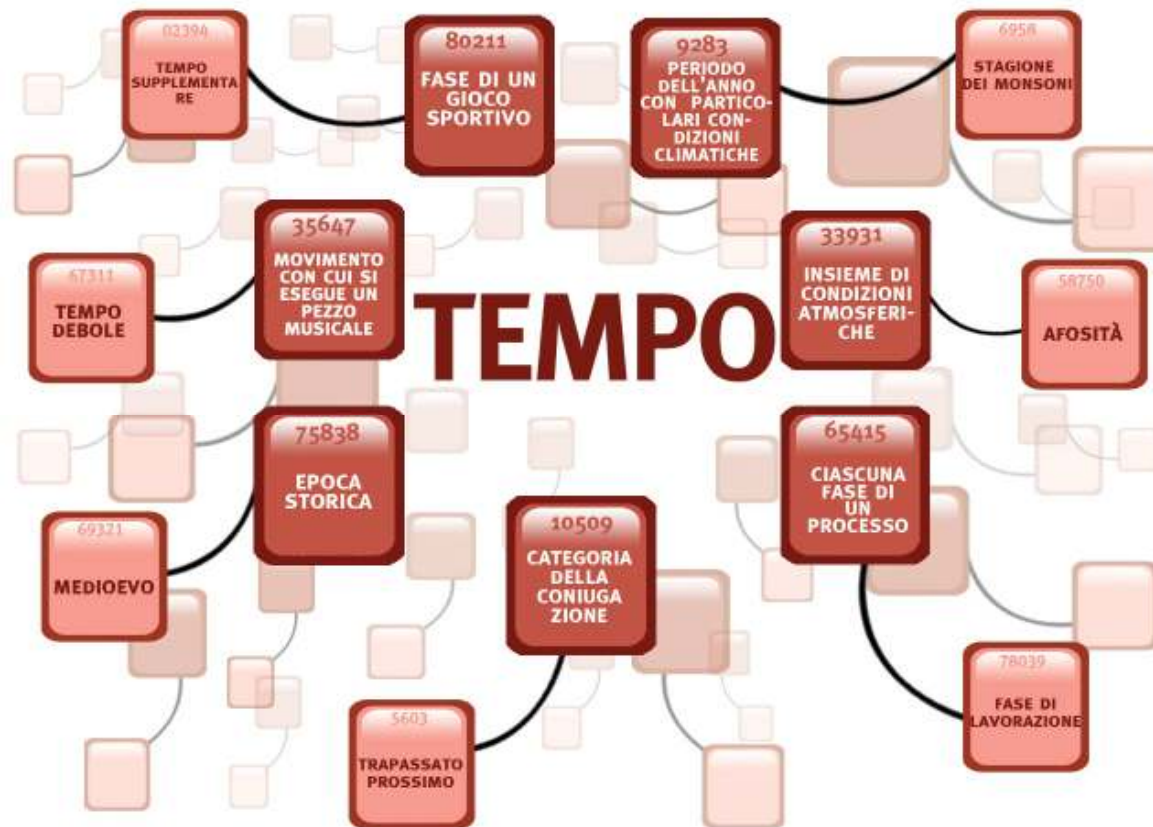 02394
TEMPO
SUPPLEMENTA
RE
80211
FASE DI UN
GIOCO
SPORTIVO
9283
PERIODO
DELL'ANNO
CON PARTICO-
LARI CON-
DIZIONI
CLIMATICHE
6958
STAGIONE
DEI MONSONI
67311
TEMPO
DEBOLE
35647
MOVIMENTO
CON CUI SI
ESEGUE UN
PEZZO
MUSICALE
TEMPO
33931
INSIEME DI
CONDIZIONI
ATMOSFERI-
CHE
58750
AFOSITÀ
69321
MEDIOEVO
75838
EPOCA
STORICA
10509
CATEGORIA
DELLA
CONIUGA
ZIONE
65415
CIASCUNA
FASE DI
UN
PROCESSO
5603
TRAPASSATO
PROSSIMO
78039
FASE DI
LAVORAZIONE